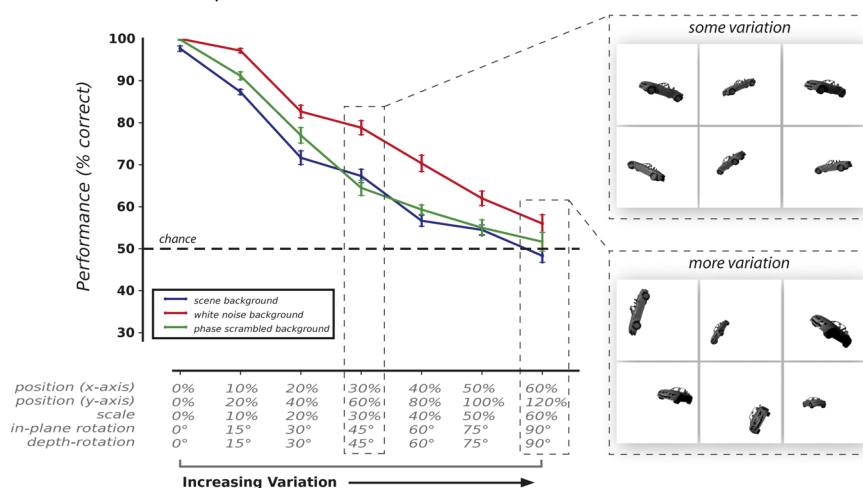 some variation
100
90
80
70
60
50
40
30
Performance (% correct)
chance
scene background
white noise background
phase scrambled background
more variation
position (x-axis) 0% 10% 20% 30% 40% 50% 60%
position (y-axis) 0% 20% 40% 60% 80% 100% 120%
scale 0% 10% 20% 30% 40% 50% 60%
in-plane rotation 0° 15° 30° 45° 60° 75° 90°
depth-rotation 0° 15° 30° 45° 60° 75° 90°
Increasing Variation